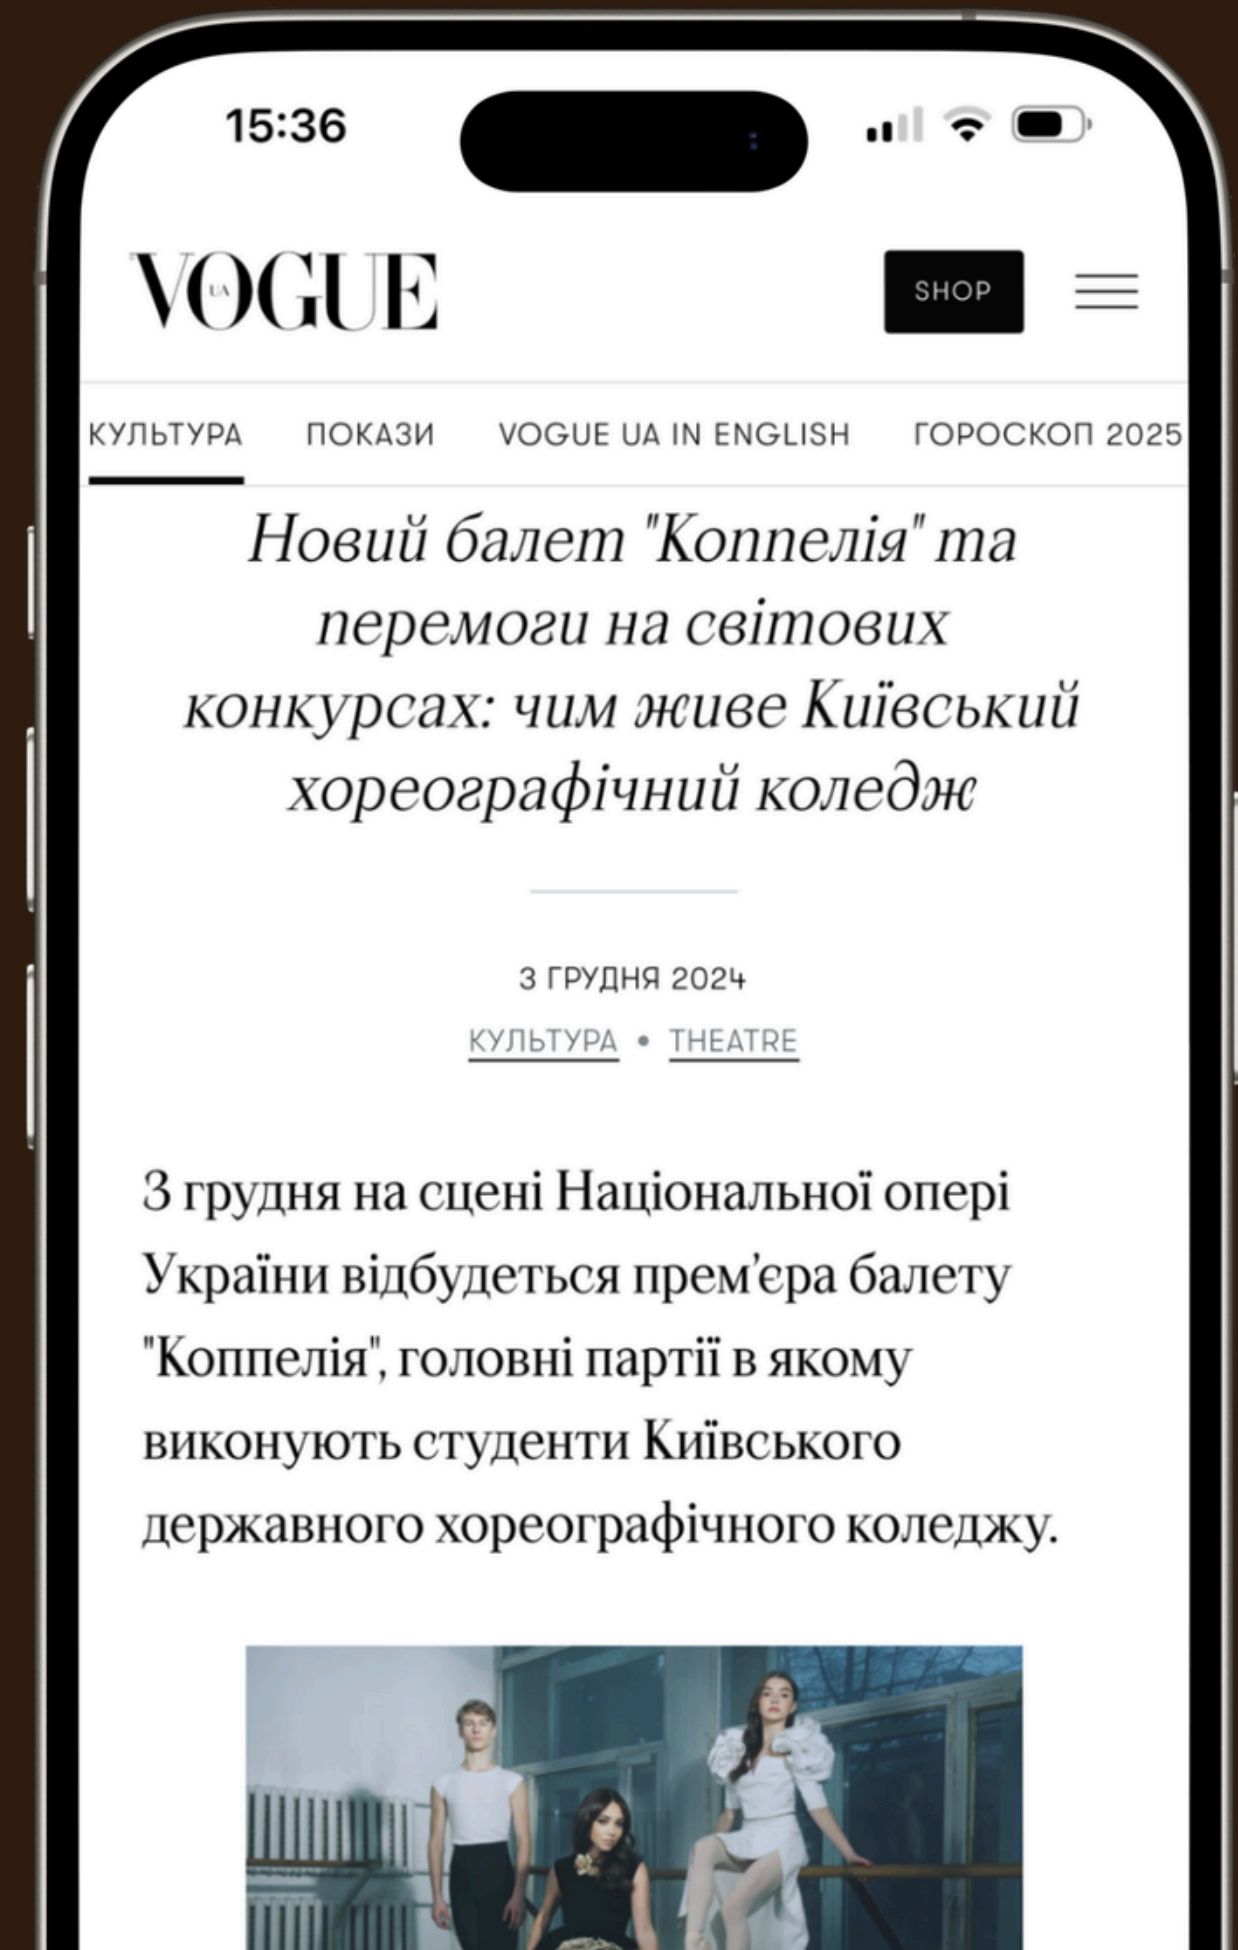 15:36
VOGUE
UA
SHOP
КУЛЬТУРА ПОКАЗИ VOGUE UA IN ENGLISH ГОРОСКОП 2025
Новий балет "Коппелія" та
перемоги на світових
конкурсах: чим живе Київський
хореографічний коледж
3 ГРУДНЯ 2024
КУЛЬТУРА • THEATRE
3 грудня на сцені Національної опері
України відбудеться прем’єра балету
"Коппелія", головні партії в якому
виконують студенти Київського
державного хореографічного коледжу.